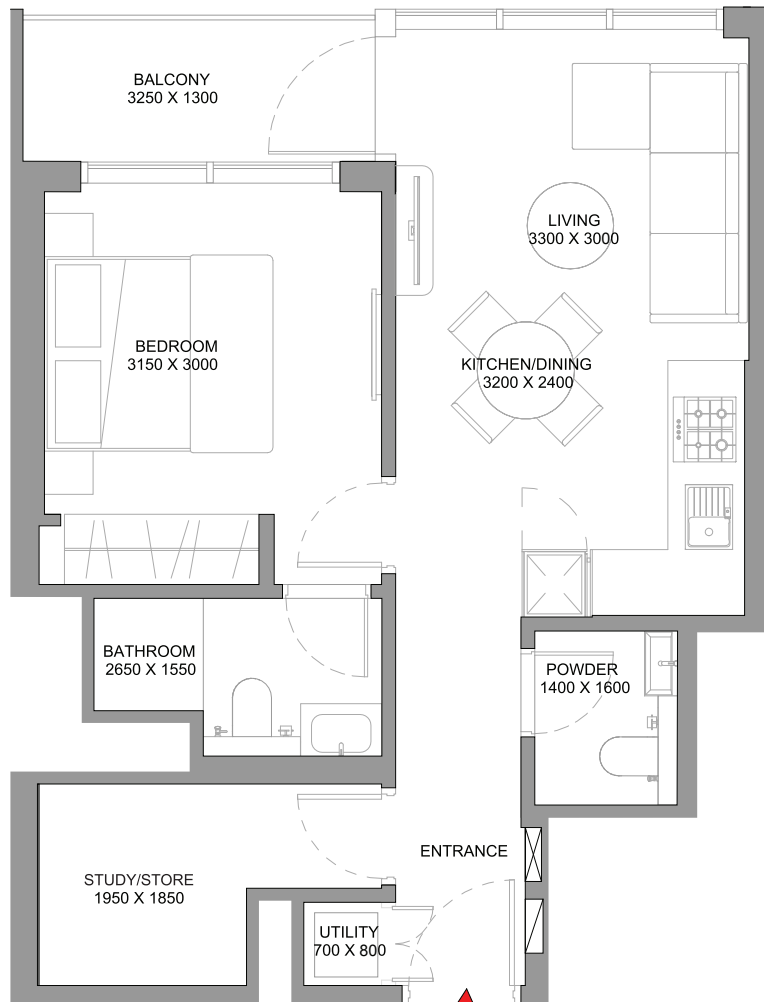 BALCONY
3250 X 1300
LIVING
3300 X 3000
BEDROOM
3150 X 3000
KITCHEN/DINING
3200 X 2400
BATHROOM
2650 X 1550
POWDER
1400 X 1600
ENTRANCE
STUDY/STORE
1950 X 1850
UTILITY
700 X 800